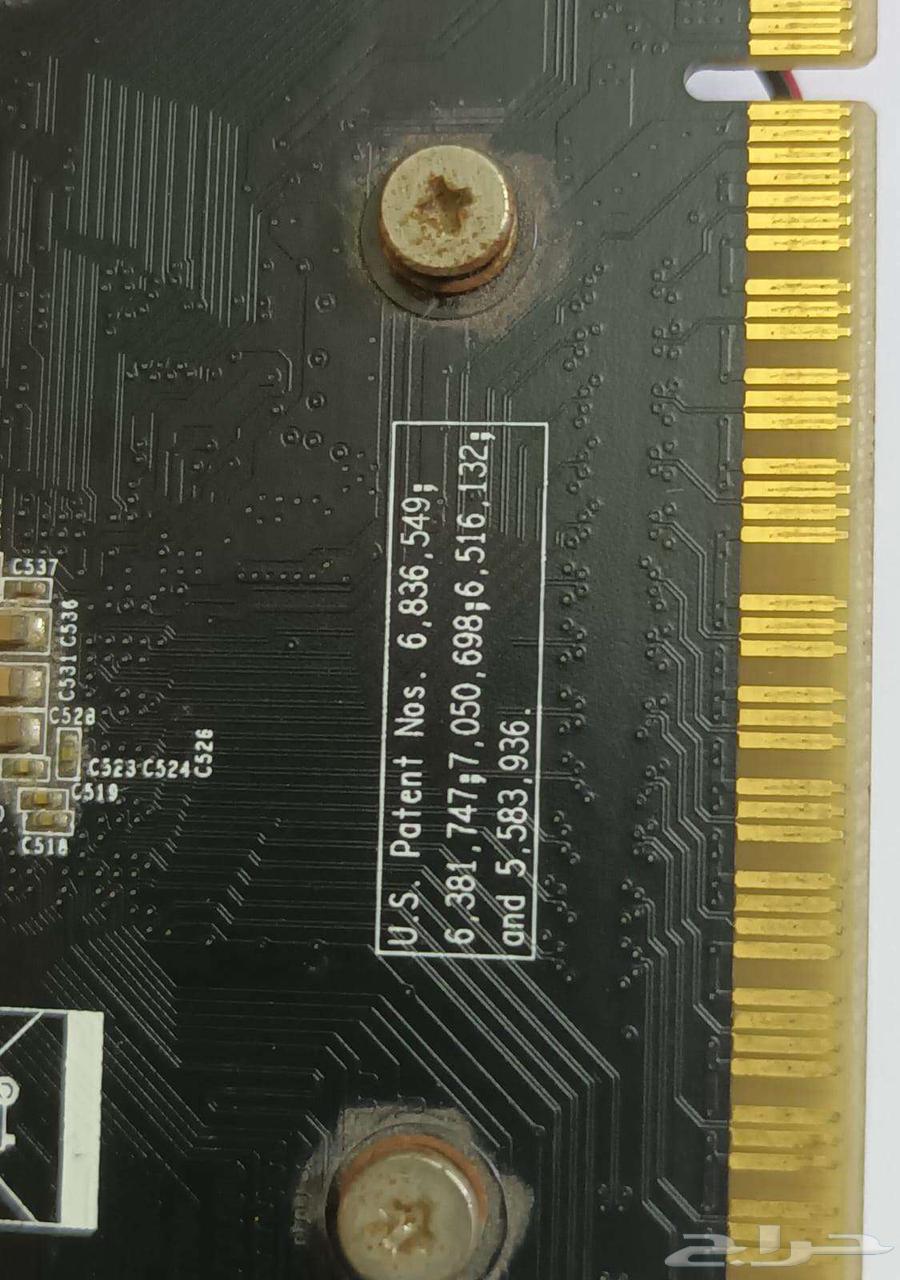 C537
C536
C531
C528
C523 C524
C526
C519
C518
U.S. Patent Nos. 6,836,549;
6,381,747;7,050,698;6,516,132;
and 5,583,936.
حراج